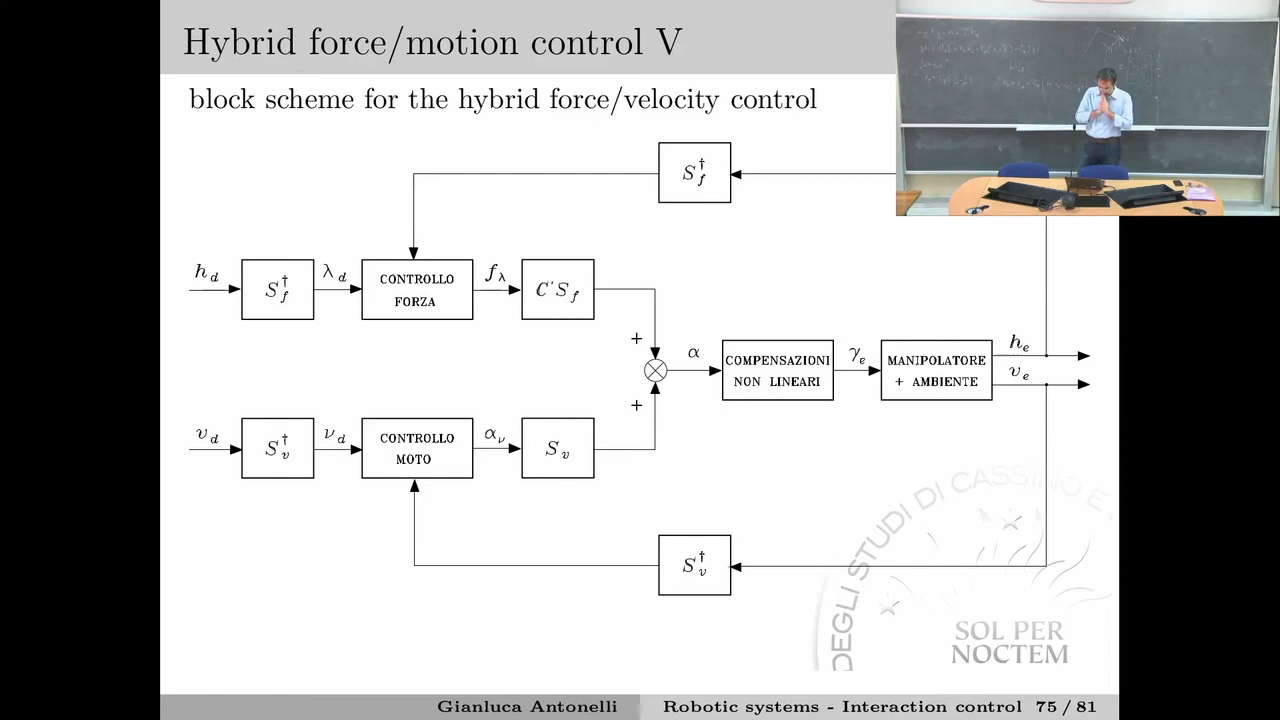 Hybrid force/motion control V
block scheme for the hybrid force/velocity control
S_f^†
h_d
S_f^†
λ_d
CONTROLLO
FORZA
f_λ
C'S_f
+
α
COMPENSAZIONI
NON LINEARI
γ_e
MANIPOLATORE
+ AMBIENTE
h_e
υ_e
+
υ_d
S_v^†
ν_d
CONTROLLO
MOTO
α_ν
S_v
S_v^†
DEGLI STUDI DI CASSINO E
SOL PER
NOCTEM
Gianluca Antonelli
Robotic systems - Interaction control 75 / 81